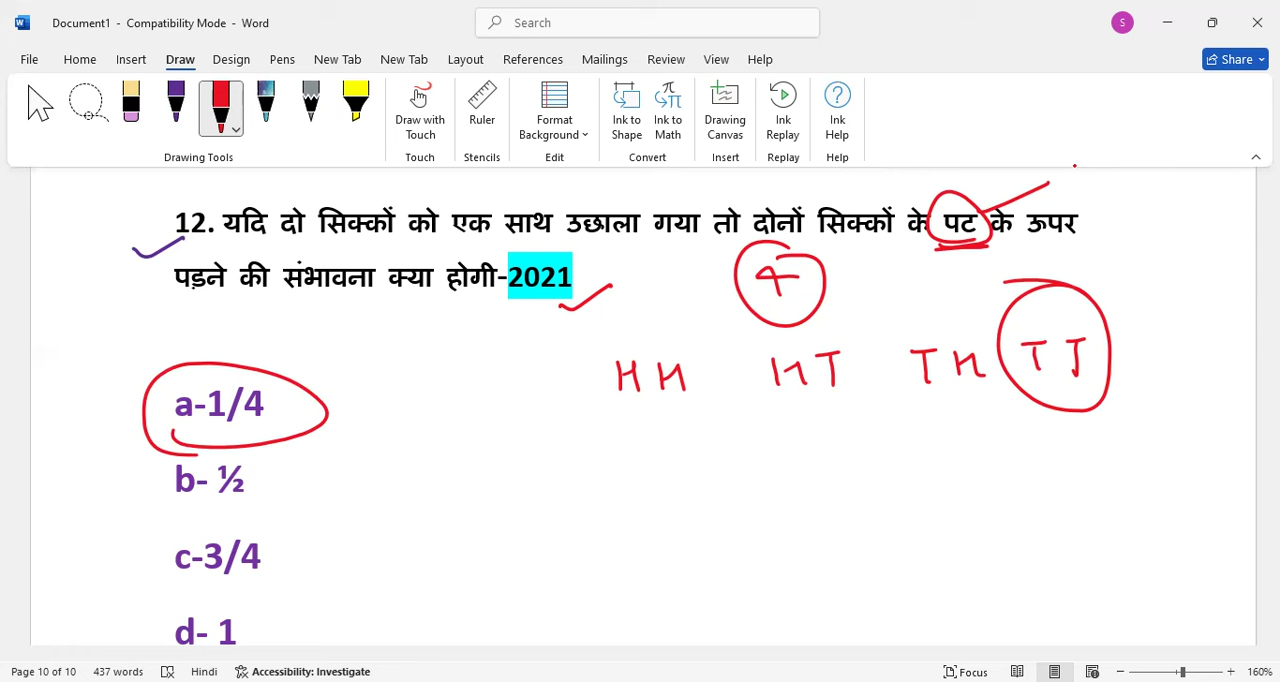 Document1 - Compatibility Mode - Word
Search
S
File Home Insert Draw Design Pens New Tab New Tab Layout References Mailings Review View Help
Share
Draw with Touch
Ruler
Format Background
Ink to Shape
Ink to Math
Drawing Canvas
Ink Replay
Ink Help
Drawing Tools Touch Stencils Edit Convert Insert Replay Help
12. यदि दो सिक्कों को एक साथ उछाला गया तो दोनों सिक्कों के पट के ऊपर
पड़ने की संभावना क्या होगी-2021
4
H H H T T H T T
a-1/4
b- ½
c-3/4
d- 1
Page 10 of 10 437 words Hindi Accessibility: Investigate Focus 160%